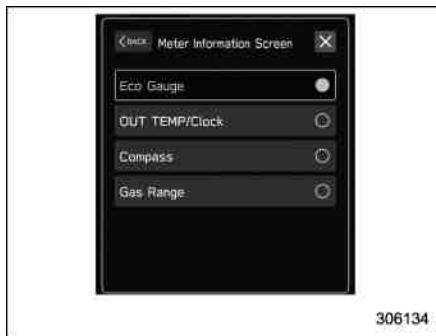 BACK Meter Information Screen X
Eco Gauge
OUT TEMP/Clock
Compass
Gas Range
306134